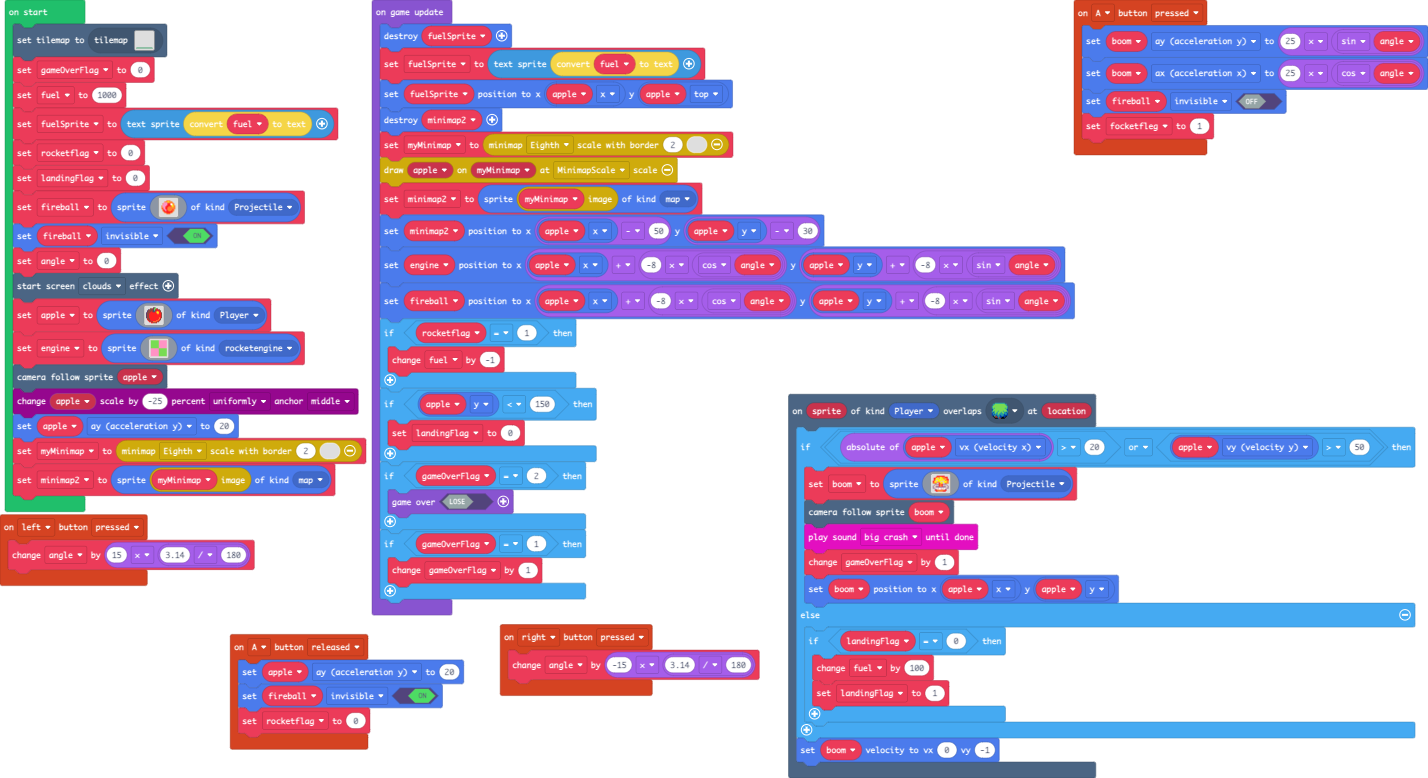 on start
set tilemap to tilemap
set gameOverFlag to 0
set fuel to 1000
set fuelSprite to text sprite convert fuel to text
set rocketflag to 0
set landingFlag to 0
set fireball to sprite of kind Projectile
set fireball invisible ON
set angle to 0
start screen clouds effect
set apple to sprite of kind Player
set engine to sprite of kind rocketengine
camera follow sprite apple
change apple scale by -25 percent uniformly anchor middle
set apple ay (acceleration y) to 20
set myMinimap to minimap Eighth scale with border 2
set minimap2 to sprite myMinimap image of kind map
on left button pressed
change angle by 15 x 3.14 / 180
on game update
destroy fuelSprite
set fuelSprite to text sprite convert fuel to text
set fuelSprite position to x apple x y apple top
destroy minimap2
set myMinimap to minimap Eighth scale with border 2
draw apple on myMinimap at MinimapScale scale
set minimap2 to sprite myMinimap image of kind map
set minimap2 position to x apple x - 50 y apple y - 30
set engine position to x apple x + -8 x cos angle y apple y + -8 x sin angle
set fireball position to x apple x + -8 x cos angle y apple y + -8 x sin angle
if rocketflag = 1 then
change fuel by -1
if apple y < 150 then
set landingFlag to 0
if gameOverFlag = 2 then
game over LOSE
if gameOverFlag = 1 then
change gameOverFlag by 1
on A button released
set apple ay (acceleration y) to 20
set fireball invisible ON
set rocketflag to 0
on right button pressed
change angle by -15 x 3.14 / 180
on A button pressed
set boom ay (acceleration y) to 25 x sin angle
set boom ax (acceleration x) to 25 x cos angle
set fireball invisible OFF
set focketfleg to 1
on sprite of kind Player overlaps at location
if absolute of apple vx (velocity x) > 20 or apple vy (velocity y) > 50 then
set boom to sprite of kind Projectile
camera follow sprite boom
play sound big crash until done
change gameOverFlag by 1
set boom position to x apple x y apple y
else
if landingFlag = 0 then
change fuel by 100
set landingFlag to 1
set boom velocity to vx 0 vy -1